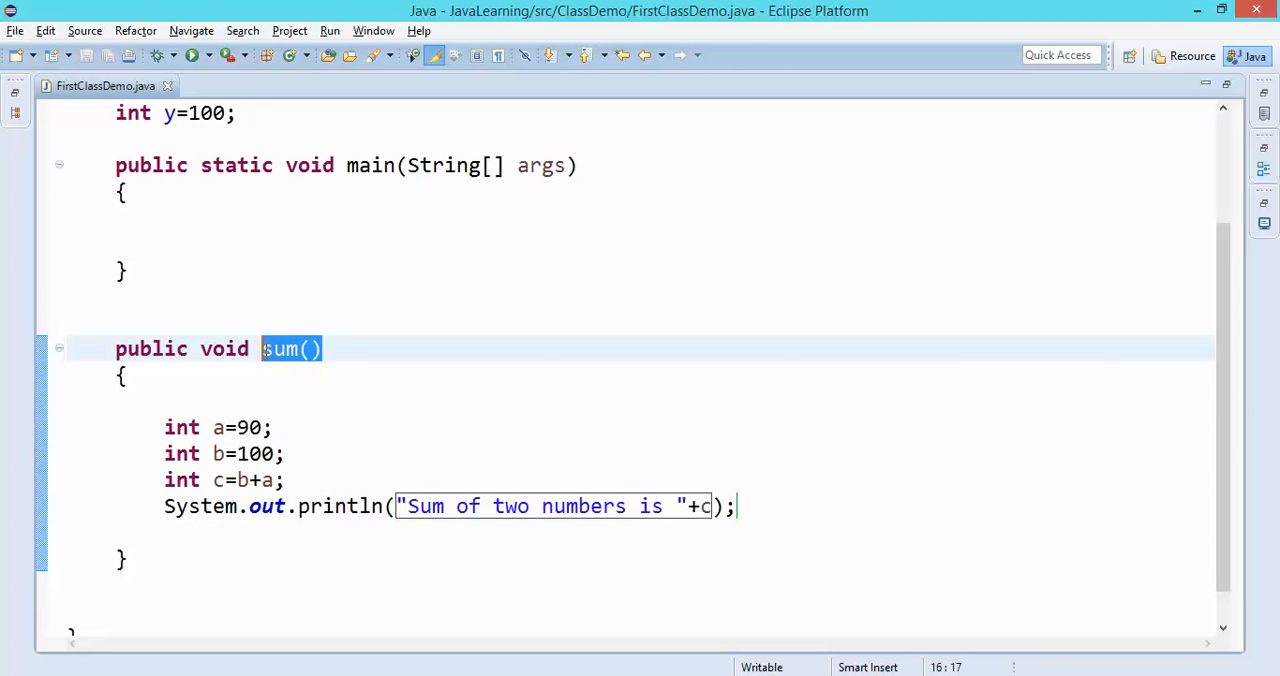 Java - JavaLearning/src/ClassDemo/FirstClassDemo.java - Eclipse Platform
File Edit Source Refactor Navigate Search Project Run Window Help
Quick Access Resource Java
FirstClassDemo.java
int y=100;
public static void main(String[] args)
{
}
public void sum()
{
int a=90;
int b=100;
int c=b+a;
System.out.println("Sum of two numbers is "+c);
}
}
Writable Smart Insert 16 : 17